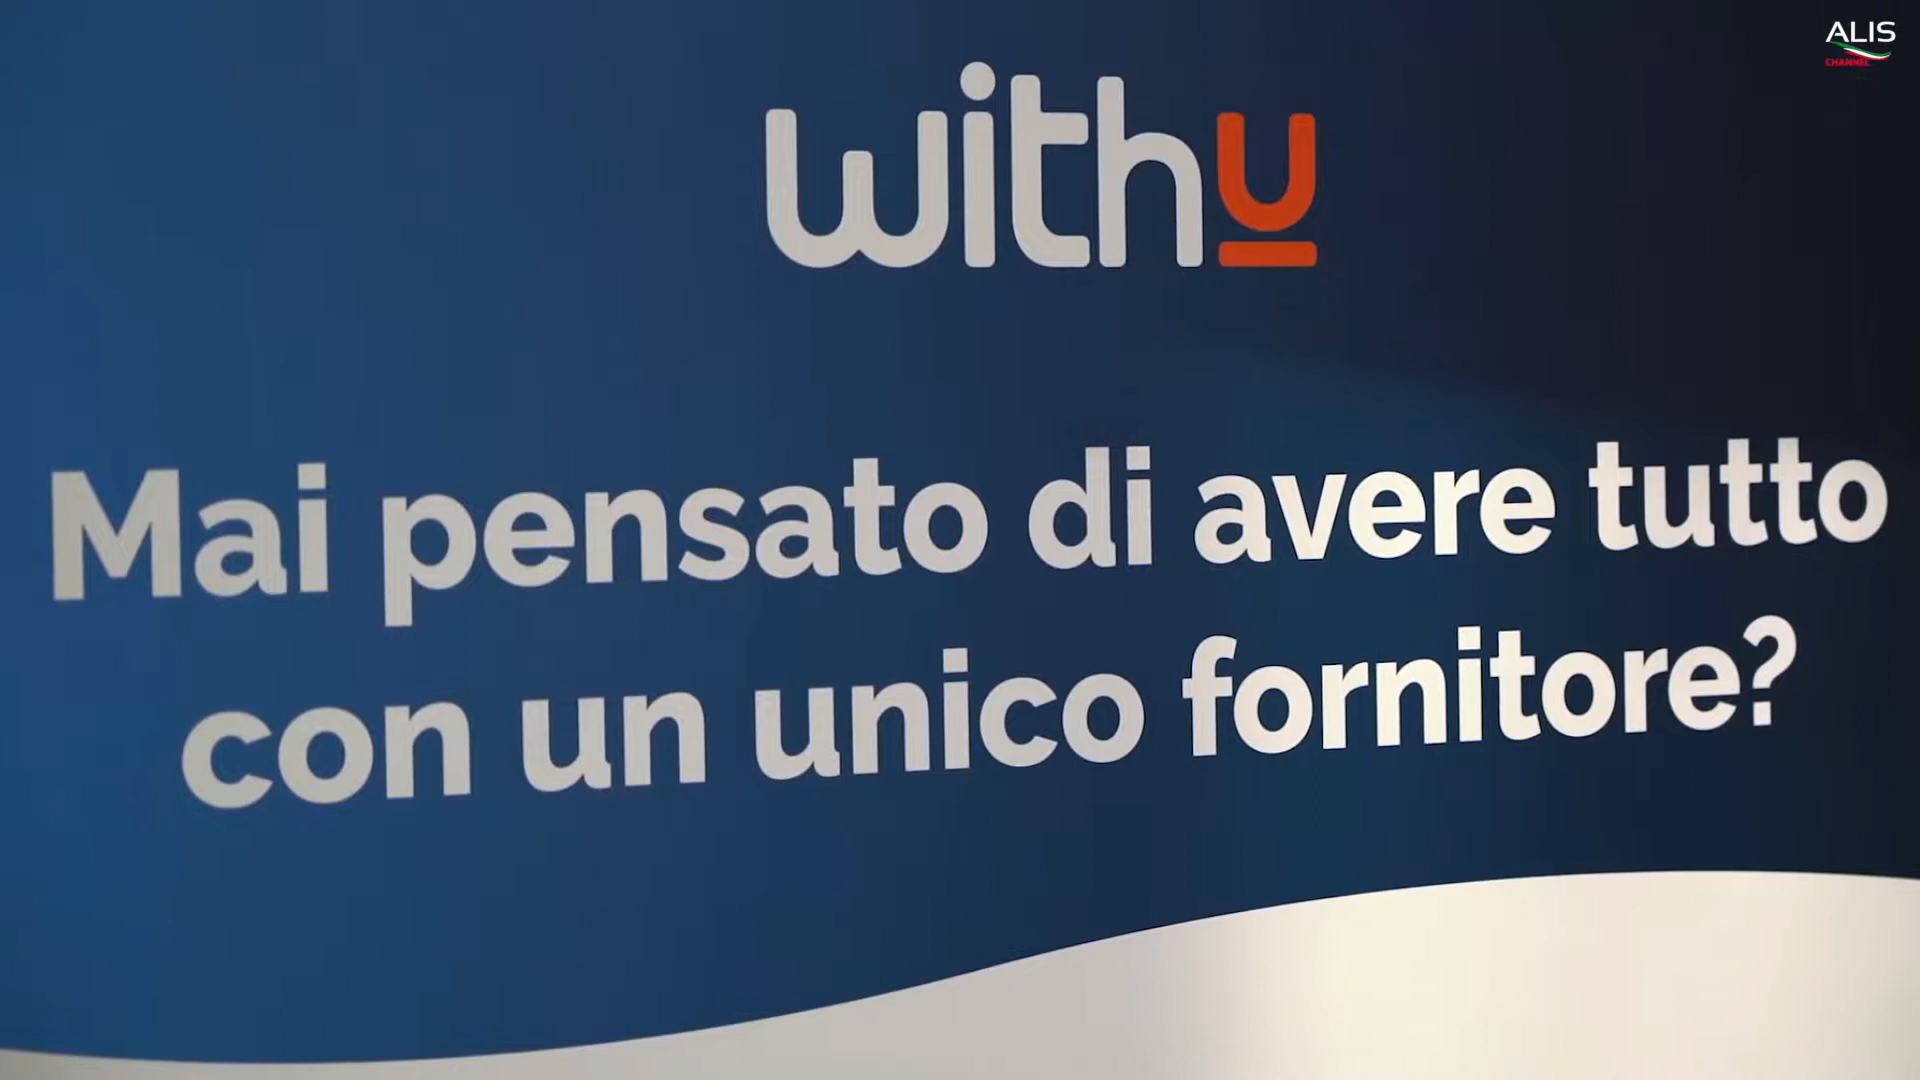 ALIS
CHANNEL
withu
Mai pensato di avere tutto
con un unico fornitore?